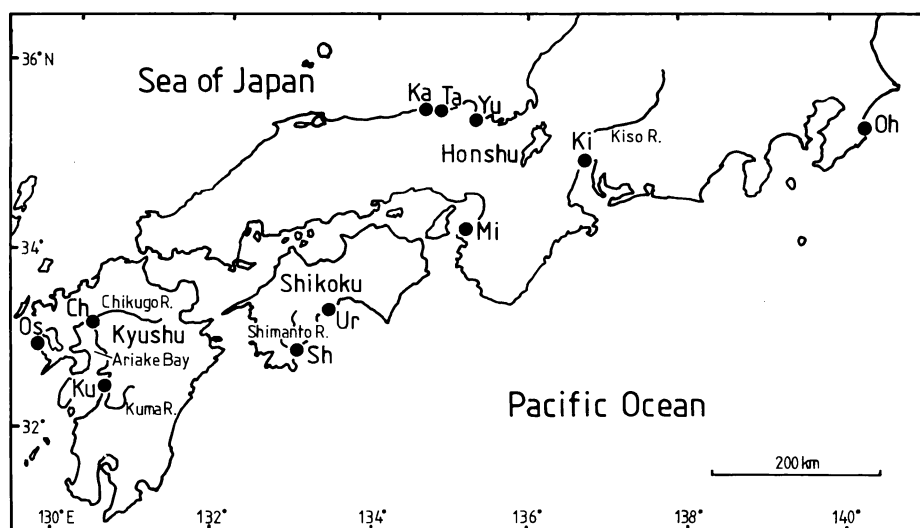 36°N
Sea of Japan
Ka
Ta
Yu
Honshu
Ki
Kiso R.
Oh
Mi
34°
Shikoku
Ch
Chikugo R.
Os
Kyushu
Ur
Shimanto R.
Sh
Ariake Bay
Ku
Kuma R.
Pacific Ocean
32°
200 km
130°E
132°
134°
136°
138°
140°